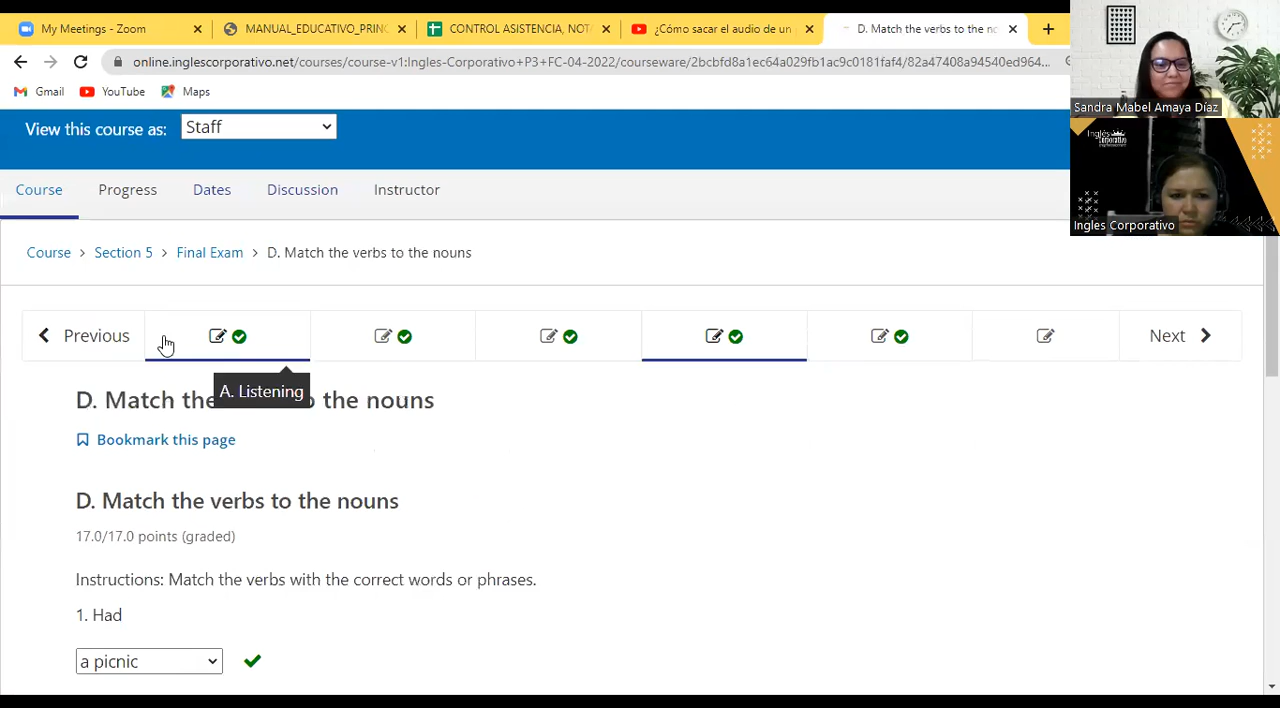 My Meetings - Zoom
MANUAL_EDUCATIVO_PRINC
CONTROL ASISTENCIA, NOTA
¿Cómo sacar el audio de un
D. Match the verbs to the no
online.inglescorporativo.net/courses/course-v1:Ingles-Corporativo+P3+FC-04-2022/courseware/2bcbfd8a1ec64a029fb1ac9c0181faf4/82a47408a94540ed964...
Gmail
YouTube
Maps
Sandra Mabel Amaya Díaz
Inglés
Corporativo
Ingles Corporativo
View this course as:
Staff
Course
Progress
Dates
Discussion
Instructor
Course > Section 5 > Final Exam > D. Match the verbs to the nouns
Previous
Next
A. Listening
D. Match the
the nouns
Bookmark this page
D. Match the verbs to the nouns
17.0/17.0 points (graded)
Instructions: Match the verbs with the correct words or phrases.
1. Had
a picnic